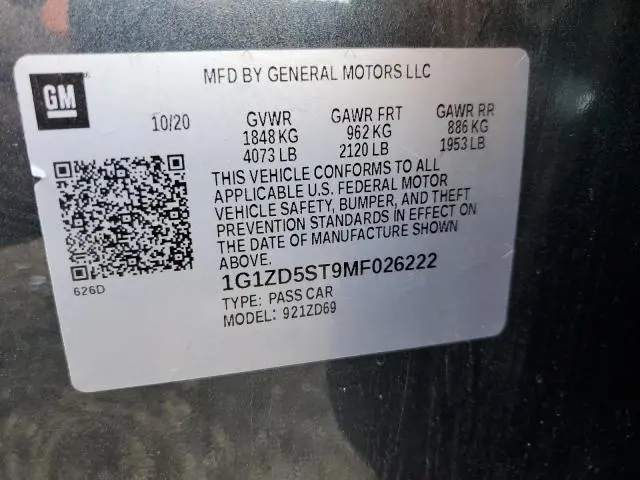 GM
MFD BY GENERAL MOTORS LLC
10/20 GVWR GAWR FRT GAWR RR
1848 KG 962 KG 886 KG
4073 LB 2120 LB 1953 LB
THIS VEHICLE CONFORMS TO ALL
APPLICABLE U.S. FEDERAL MOTOR
VEHICLE SAFETY, BUMPER, AND THEFT
PREVENTION STANDARDS IN EFFECT ON
THE DATE OF MANUFACTURE SHOWN
ABOVE.
626D
1G1ZD5ST9MF026222
TYPE: PASS CAR
MODEL: 921ZD69